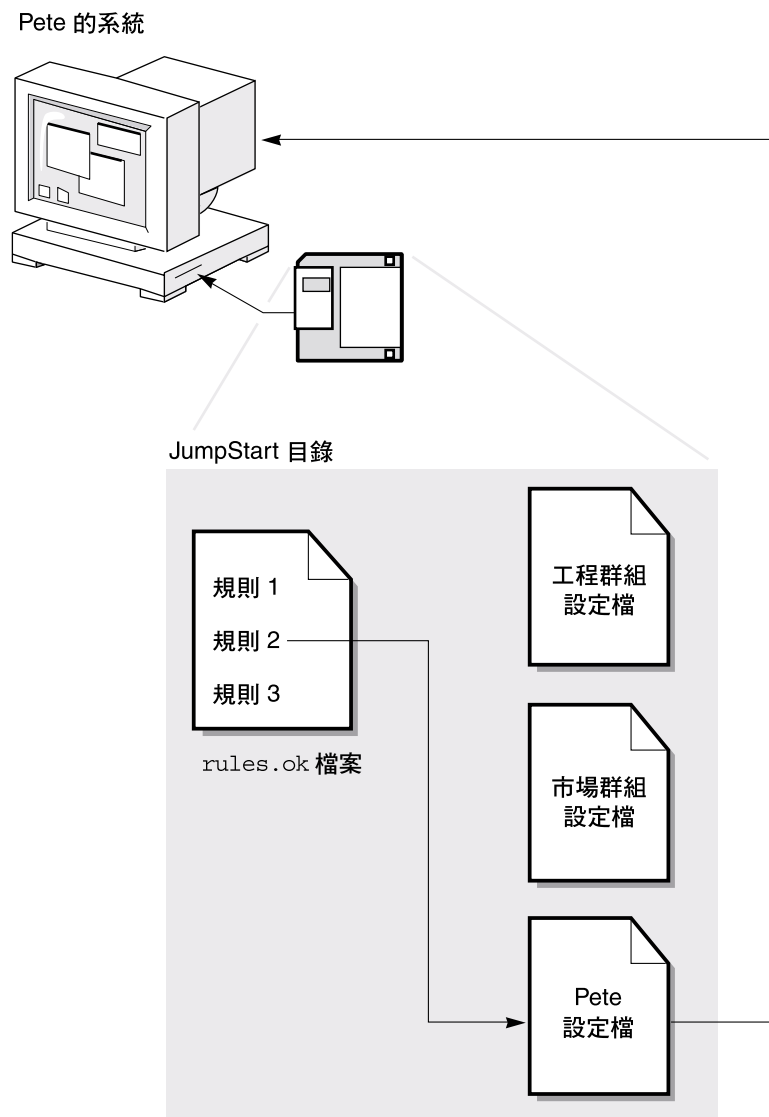 Pete 的系統
JumpStart 目錄
規則 1
規則 2
規則 3
rules.ok 檔案
工程群組
設定檔
市場群組
設定檔
Pete
設定檔